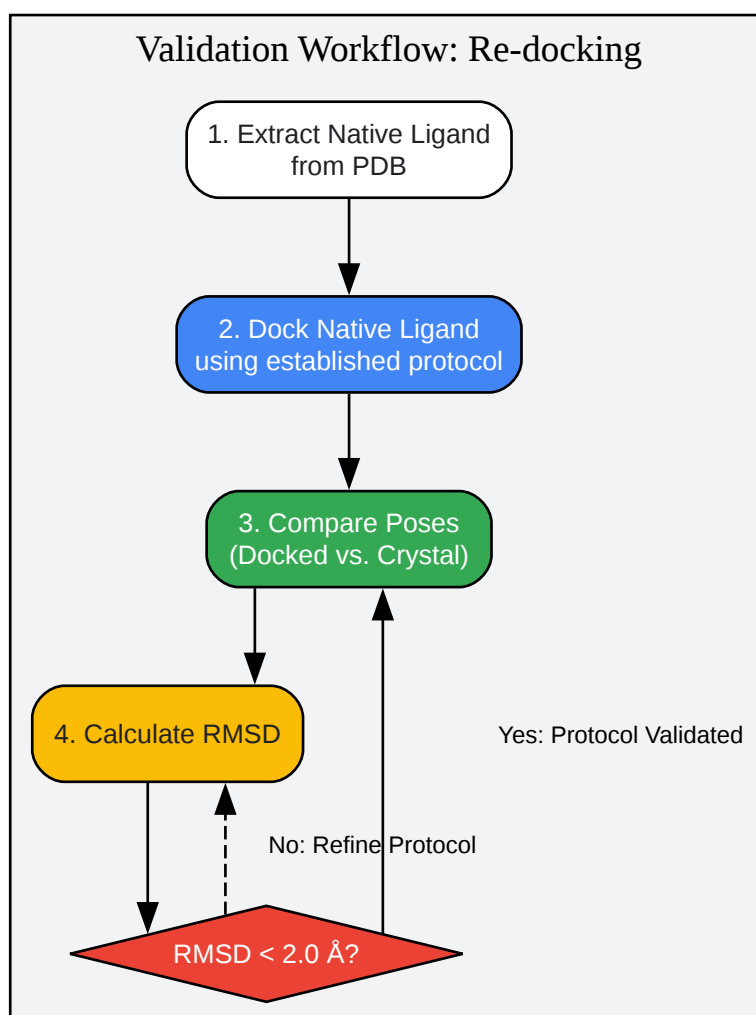 Validation Workflow: Re-docking
1. Extract Native Ligand
from PDB
2. Dock Native Ligand
using established protocol
3. Compare Poses
(Docked vs. Crystal)
4. Calculate RMSD
Yes: Protocol Validated
No: Refine Protocol
RMSD < 2.0 Å?